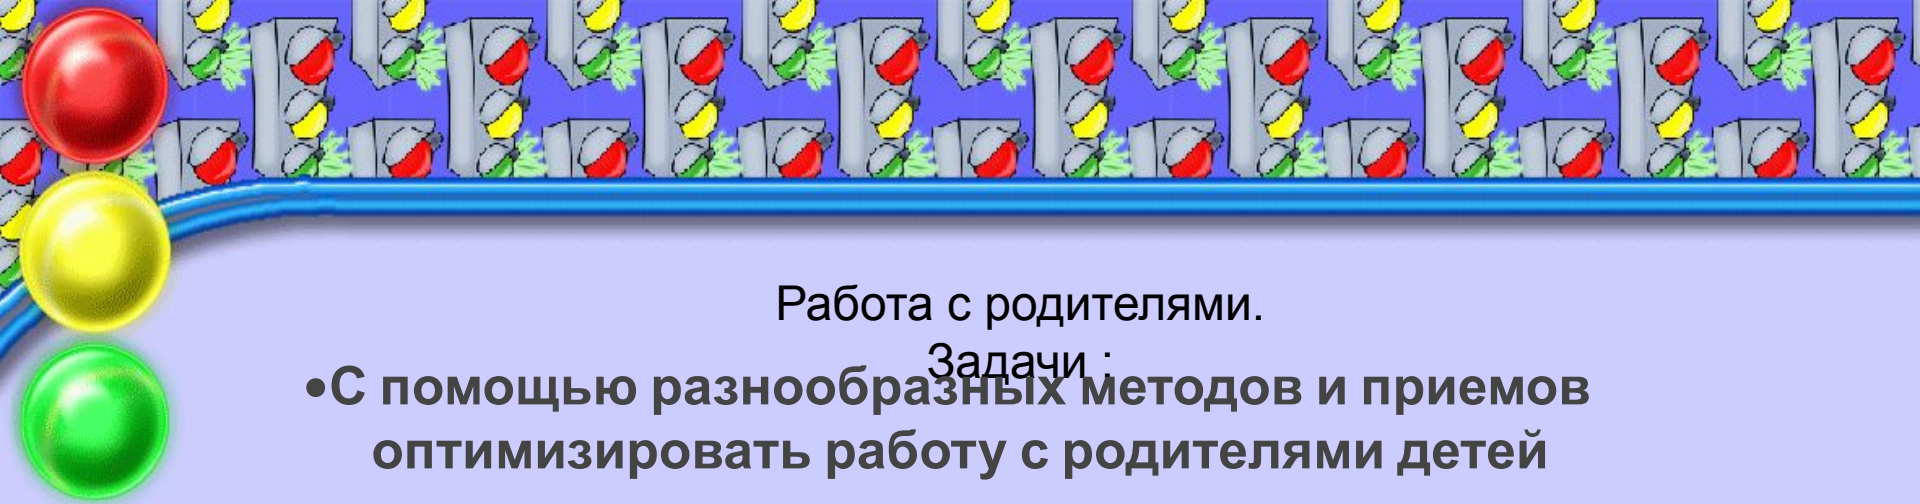 Работа с родителями.
Задачи :
•С помощью разнообразных методов и приемов
оптимизировать работу с родителями детей